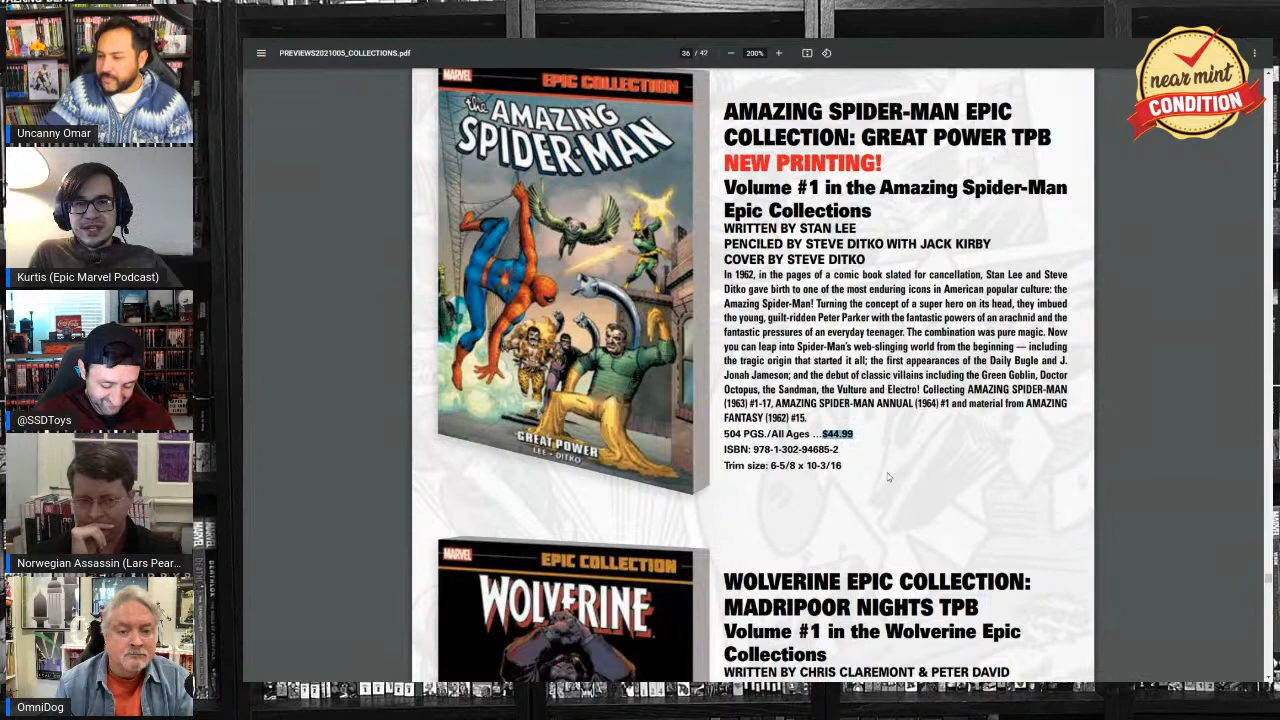 PREVIEWS2021005_COLLECTIONS.pdf
36 / 42
200%
near mint
CONDITION
Uncanny Omar
Kurtis (Epic Marvel Podcast)
@SSDToys
Norwegian Assassin (Lars Pear...
OmniDog
MARVEL
EPIC COLLECTION
the AMAZING
SPIDER-MAN
GREAT POWER
LEE • DITKO
AMAZING SPIDER-MAN EPIC
COLLECTION: GREAT POWER TPB
NEW PRINTING!
Volume #1 in the Amazing Spider-Man
Epic Collections
WRITTEN BY STAN LEE
PENCILED BY STEVE DITKO WITH JACK KIRBY
COVER BY STEVE DITKO
In 1962, in the pages of a comic book slated for cancellation, Stan Lee and Steve
Ditko gave birth to one of the most enduring icons in American popular culture: the
Amazing Spider-Man! Turning the concept of a super hero on its head, they imbued
the young, guilt-ridden Peter Parker with the fantastic powers of an arachnid and the
fantastic pressures of an everyday teenager. The combination was pure magic. Now
you can leap into Spider-Man's web-slinging world from the beginning — including
the tragic origin that started it all; the first appearances of the Daily Bugle and J.
Jonah Jameson; and the debut of classic villains including the Green Goblin, Doctor
Octopus, the Sandman, the Vulture and Electro! Collecting AMAZING SPIDER-MAN
(1963) #1-17, AMAZING SPIDER-MAN ANNUAL (1964) #1 and material from AMAZING
FANTASY (1962) #15.
504 PGS./All Ages ...$44.99
ISBN: 978-1-302-94685-2
Trim size: 6-5/8 x 10-3/16
MARVEL
EPIC COLLECTION
WOLVERINE
WOLVERINE EPIC COLLECTION:
MADRIPOOR NIGHTS TPB
Volume #1 in the Wolverine Epic
Collections
WRITTEN BY CHRIS CLAREMONT & PETER DAVID